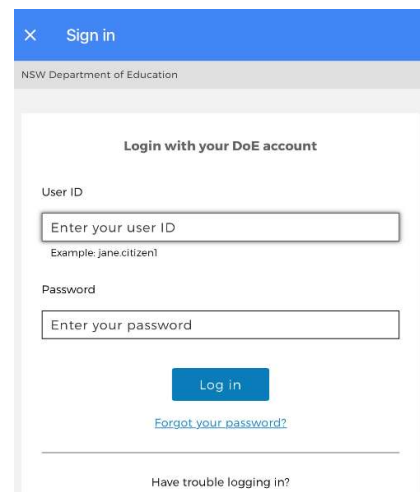 × Sign in
NSW Department of Education
Login with your DoE account
User ID
Enter your user ID
Example: jane.citizen1
Password
Enter your password
Log in
Forgot your password?
Have trouble logging in?